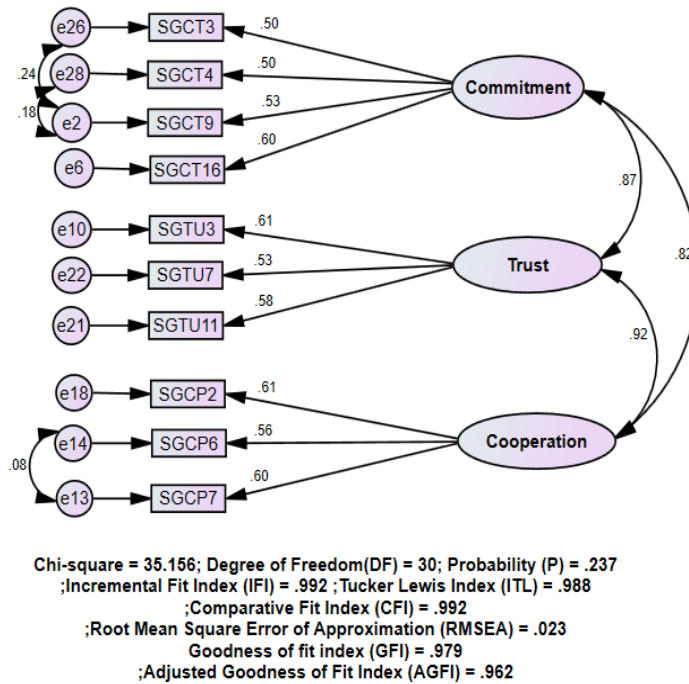 e26 SGCT3 .50
e28 SGCT4 .50 Commitment
.24
.18 e2 SGCT9 .53
e6 SGCT16 .60
.87
e10 SGTU3 .61
.82
e22 SGTU7 .53 Trust
e21 SGTU11 .58
.92
e18 SGCP2 .61
e14 SGCP6 .56 Cooperation
.08
e13 SGCP7 .60
Chi-square = 35.156; Degree of Freedom(DF) = 30; Probability (P) = .237
;Incremental Fit Index (IFI) = .992 ;Tucker Lewis Index (ITL) = .988
;Comparative Fit Index (CFI) = .992
;Root Mean Square Error of Approximation (RMSEA) = .023
Goodness of fit index (GFI) = .979
;Adjusted Goodness of Fit Index (AGFI) = .962